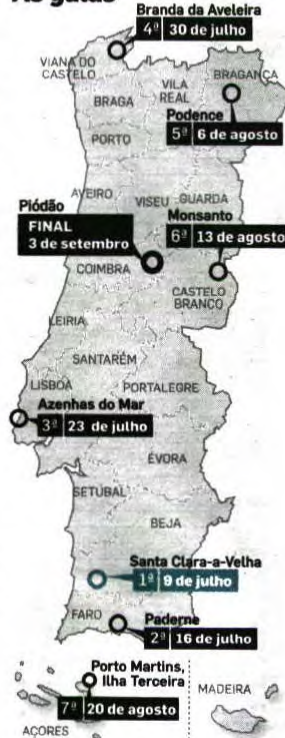 As galas
Branda da Aveleira
4ª 30 de julho
VIANA DO
CASTELO
BRAGANÇA
VILA
REAL
BRAGA
Podence
5ª 6 de agosto
PORTO
AVEIRO
VISEU
GUARDA
Piódão
FINAL
3 de setembro
Monsanto
6ª 13 de agosto
COIMBRA
CASTELO
BRANCO
LEIRIA
SANTARÉM
LISBOA
PORTALEGRE
Azenhas do Mar
3ª 23 de julho
ÉVORA
SETÚBAL
BEJA
Santa Clara-a-Velha
1ª 9 de julho
FARO
Paderne
2ª 16 de julho
Porto Martins,
Ilha Terceira
7ª 20 de agosto
AÇORES
MADEIRA